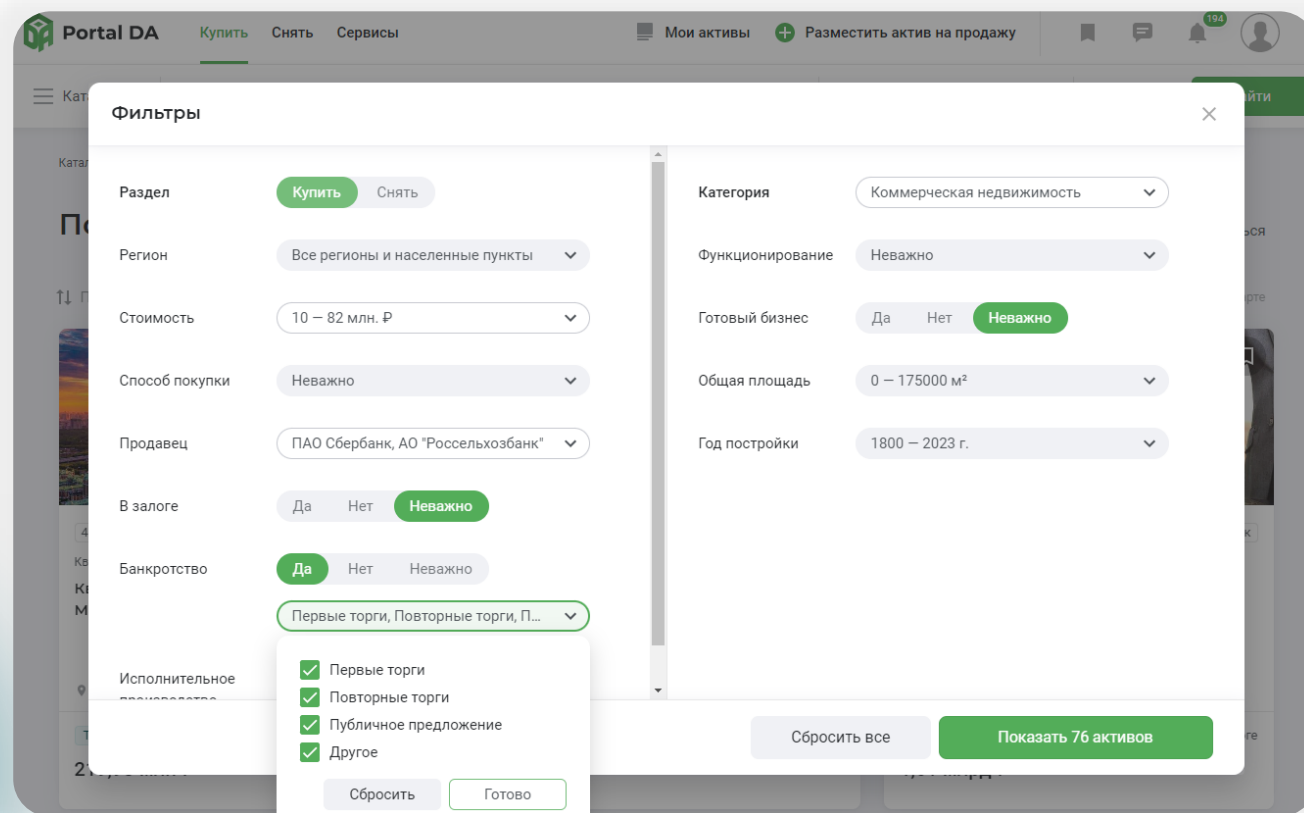 Portal DA
Купить
Снять
Сервисы
Мои активы
Разместить актив на продажу
194
Фильтры
Раздел
Купить
Снять
Категория
Коммерческая недвижимость
Регион
Все регионы и населенные пункты
Функционирование
Неважно
Стоимость
10 — 82 млн. ₽
Готовый бизнес
Да
Нет
Неважно
Способ покупки
Неважно
Общая площадь
0 — 175000 м²
Продавец
ПАО Сбербанк, АО "Россельхозбанк"
Год постройки
1800 — 2023 г.
В залоге
Да
Нет
Неважно
Банкротство
Да
Нет
Неважно
Первые торги, Повторные торги, П...
Исполнительное
Первые торги
Повторные торги
Публичное предложение
Другое
Сбросить
Готово
Сбросить все
Показать 76 активов